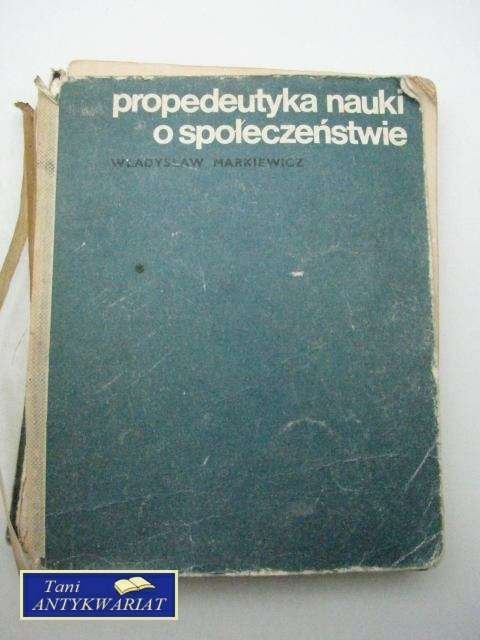 propedeutyka nauki
o społeczeństwie
WŁADYSŁAW MARKIEWICZ
Tani
ANTYKWARIAT